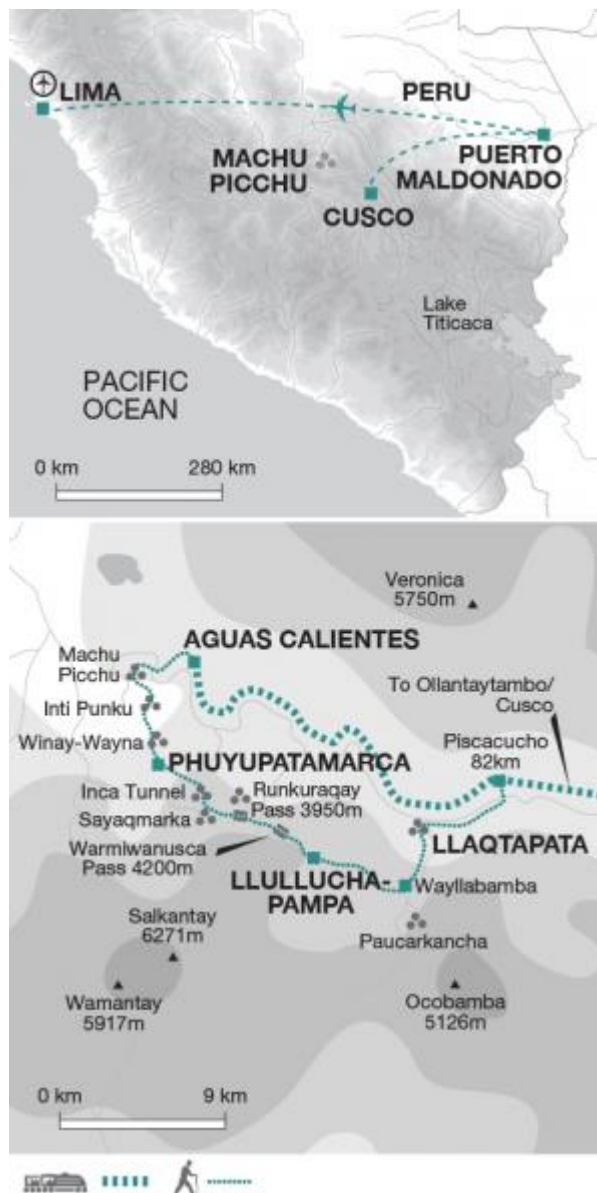 LIMA
PERU
MACHU
PICCHU
PUERTO
MALDONADO
CUSCO
Lake
Titicaca
PACIFIC
OCEAN
0 km 280 km
Veronica
5750m
AGUAS CALIENTES
Machu
Picchu
To Ollantaytambo/
Cusco
Inti Punku
Piscacucho
82km
Winay-Wayna
PHUYUPATAMARCA
Inca Tunnel
Runkuraqay
Pass 3950m
Sayaqmarka
LLAQTAPATA
Warmiwanusca
Pass 4200m
LLULLUCHA-
PAMPA
Wayllabamba
Salkantay
6271m
Paucarkancha
Wamantay
5917m
Ocobamba
5126m
0 km 9 km